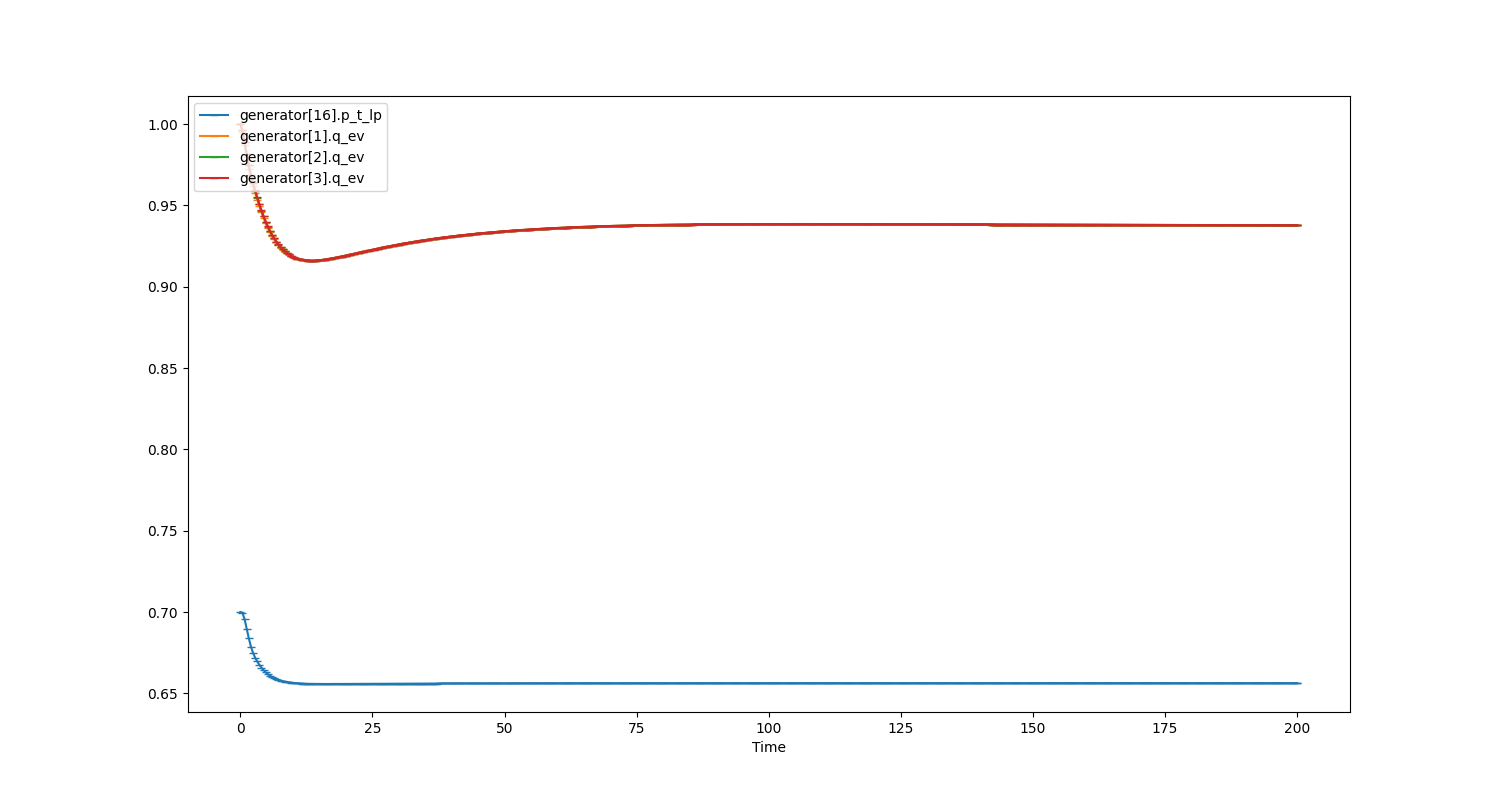 generator[16].p_t_lp
generator[1].q_ev
generator[2].q_ev
generator[3].q_ev
1.00
0.95
0.90
0.85
0.80
0.75
0.70
0.65
0 25 50 75 100 125 150 175 200
Time